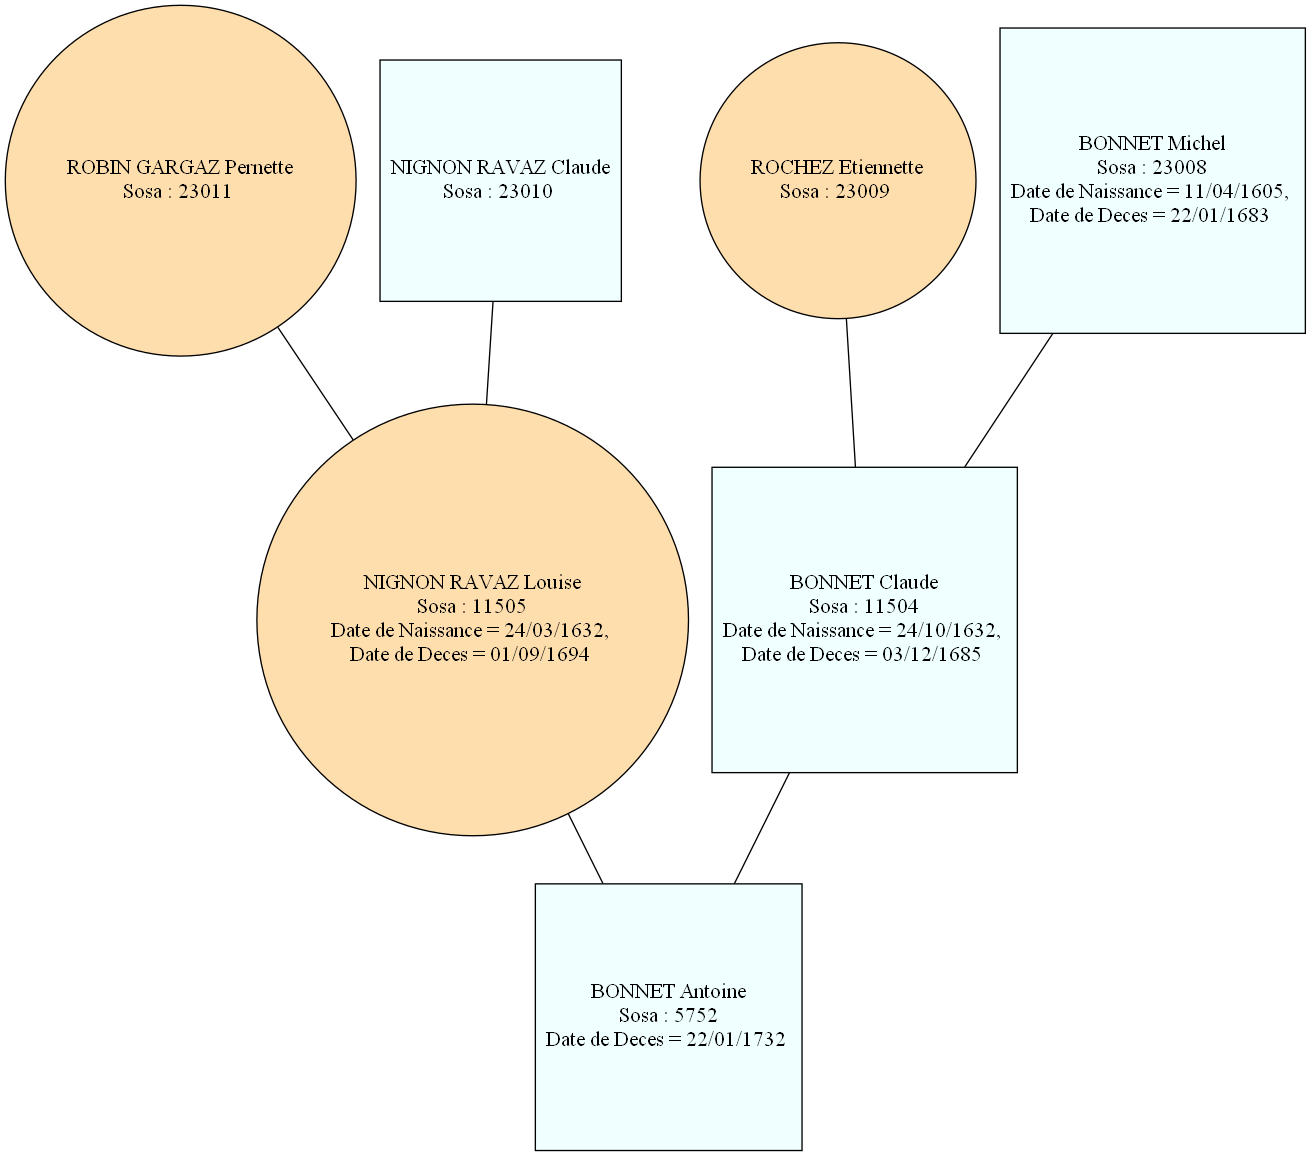 ROBIN GARGAZ Pernette
Sosa : 23011
NIGNON RAVAZ Claude
Sosa : 23010
ROCHEZ Etiennette
Sosa : 23009
BONNET Michel
Sosa : 23008
Date de Naissance = 11/04/1605,
Date de Deces = 22/01/1683
NIGNON RAVAZ Louise
Sosa : 11505
Date de Naissance = 24/03/1632,
Date de Deces = 01/09/1694
BONNET Claude
Sosa : 11504
Date de Naissance = 24/10/1632,
Date de Deces = 03/12/1685
BONNET Antoine
Sosa : 5752
Date de Deces = 22/01/1732